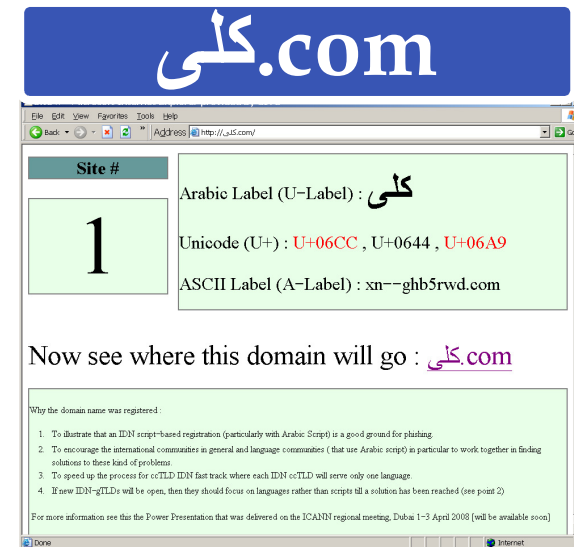 کلی.com
File Edit View Favorites Tools Help
Back Address http://کلی.com/ Go
Site #
1
Arabic Label (U-Label) : کلی
Unicode (U+) : U+06CC , U+0644 , U+06A9
ASCII Label (A-Label) : xn--ghb5rwd.com
Now see where this domain will go : کلی.com
Why the domain name was registered :
1. To illustrate that an IDN script-based registration (particularly with Arabic Script) is a good ground for phishing.
2. To encourage the international communities in general and language communities ( that use Arabic script) in particular to work together in finding
solutions to these kind of problems.
3. To speed up the process for ccTLD IDN fast track where each IDN ccTLD will serve only one language.
4. If new IDN-gTLDs will be open, then they should focus on languages rather than scripts till a solution has been reached (see point 2)
For more information see this the Power Presentation that was delivered on the ICANN regional meeting, Dubai 1-3 April 2008 [will be available soon]
Done Internet